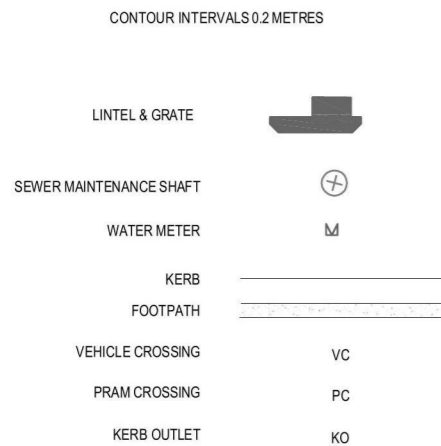 CONTOUR INTERVALS 0.2 METRES
LINTEL & GRATE
SEWER MAINTENANCE SHAFT
WATER METER
KERB
FOOTPATH
VEHICLE CROSSING VC
PRAM CROSSING PC
KERB OUTLET KO